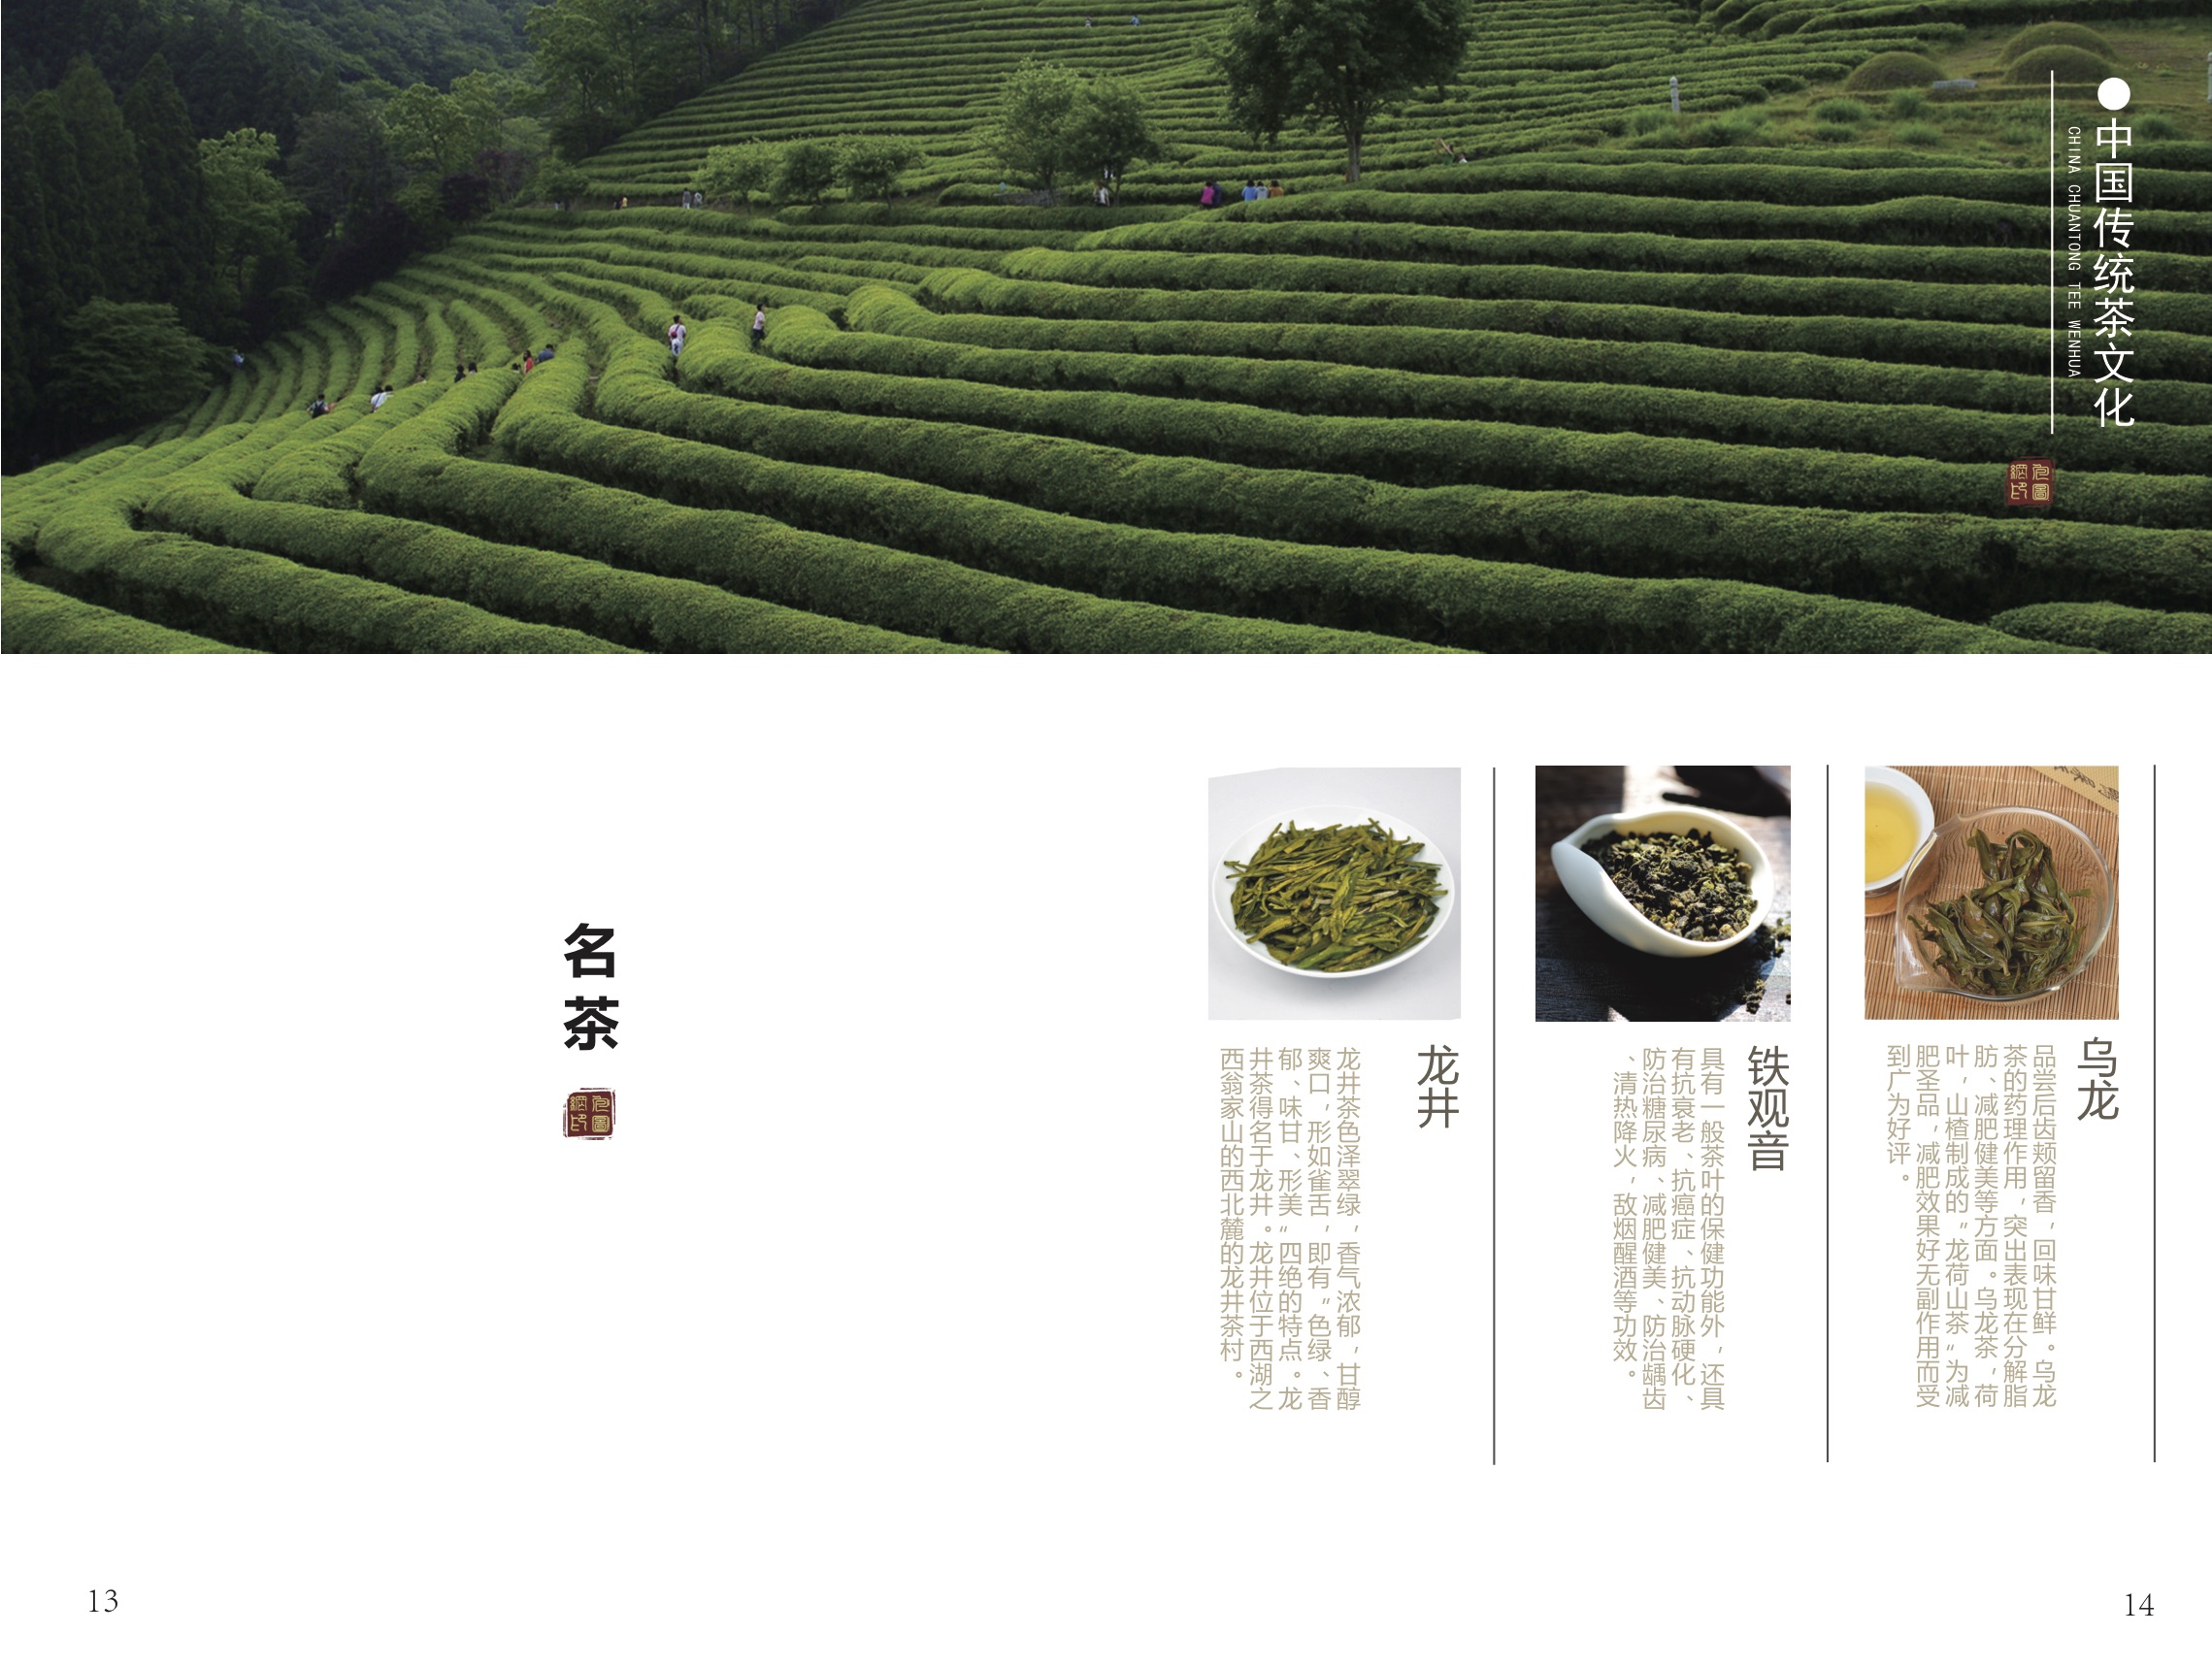 中国传统茶文化
CHINA CHUANTONG TEE WENHUA
包圖
網印
名茶
包圖
網印
乌龙
品尝后齿颊留香，回味甘鲜。乌龙
茶的药理作用，突出表现在分解脂
肪、减肥健美等方面。乌龙茶，荷
叶，山楂制成的“龙荷山茶”为减
肥圣品，减肥效果好无副作用而受
到广为好评。
铁观音
具有一般茶叶的保健功能外，还具
有抗衰老、抗癌症、抗动脉硬化、
防治糖尿病、减肥健美、防治龋齿
、清热降火，敌烟醒酒等功效。
龙井
龙井茶色泽翠绿，香气浓郁，甘醇
爽口，形如雀舌，即有“色绿、香
郁、味甘、形美“四绝的特点。龙
井茶得名于龙井。龙井位于西湖之
西翁家山的西北麓的龙井茶村。
13
14